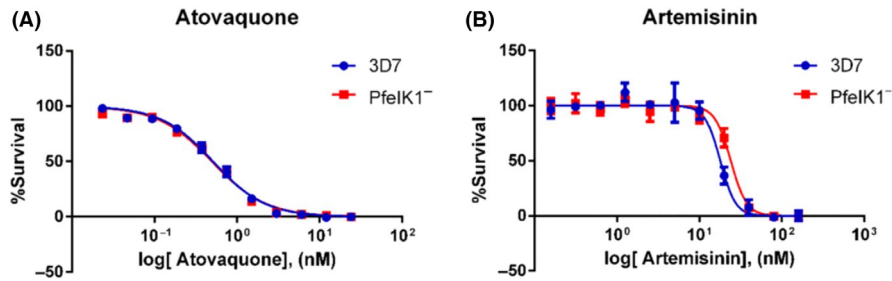 (A)
Atovaquone
%Survival
150
100
50
0
–50
10⁻¹
10⁰
10¹
10²
log[ Atovaquone], (nM)
3D7
PfeIK1⁻
(B)
Artemisinin
%Survival
150
100
50
0
–50
10⁰
10¹
10²
10³
log[ Artemisinin], (nM)
3D7
PfeIK1⁻